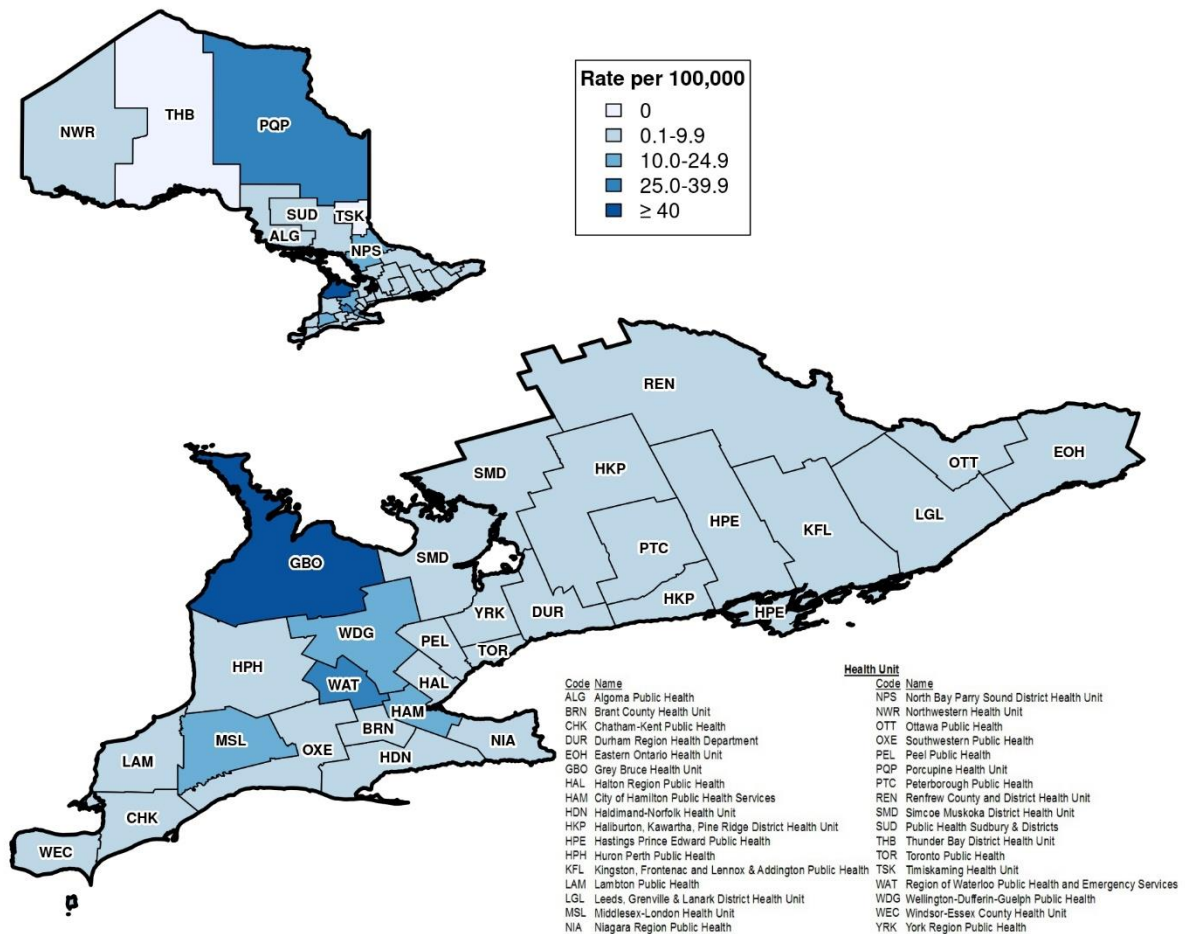 Rate per 100,000
0
0.1-9.9
10.0-24.9
25.0-39.9
≥ 40
NWR
THB
PQP
SUD
TSK
ALG
NPS
REN
SMD
HKP
OTT
EOH
LGL
HPE
KFL
PTC
GBO
SMD
YRK
DUR
HKP
HPE
WDG
PEL
TOR
HPH
WAT
HAL
HAM
BRN
MSL
OXE
HDN
NIA
LAM
CHK
WEC
Health Unit
Code Name
ALG Algoma Public Health
BRN Brant County Health Unit
CHK Chatham-Kent Public Health
DUR Durham Region Health Department
EOH Eastern Ontario Health Unit
GBO Grey Bruce Health Unit
HAL Halton Region Public Health
HAM City of Hamilton Public Health Services
HDN Haldimand-Norfolk Health Unit
HKP Haliburton, Kawartha, Pine Ridge District Health Unit
HPE Hastings Prince Edward Public Health
HPH Huron Perth Public Health
KFL Kingston, Frontenac and Lennox & Addington Public Health
LAM Lambton Public Health
LGL Leeds, Grenville & Lanark District Health Unit
MSL Middlesex-London Health Unit
NIA Niagara Region Public Health
Code Name
NPS North Bay Parry Sound District Health Unit
NWR Northwestern Health Unit
OTT Ottawa Public Health
OXE Southwestern Public Health
PEL Peel Public Health
PQP Porcupine Health Unit
PTC Peterborough Public Health
REN Renfrew County and District Health Unit
SMD Simcoe Muskoka District Health Unit
SUD Public Health Sudbury & Districts
THB Thunder Bay District Health Unit
TOR Toronto Public Health
TSK Timiskaming Health Unit
WAT Region of Waterloo Public Health and Emergency Services
WDG Wellington-Dufferin-Guelph Public Health
WEC Windsor-Essex County Health Unit
YRK York Region Public Health